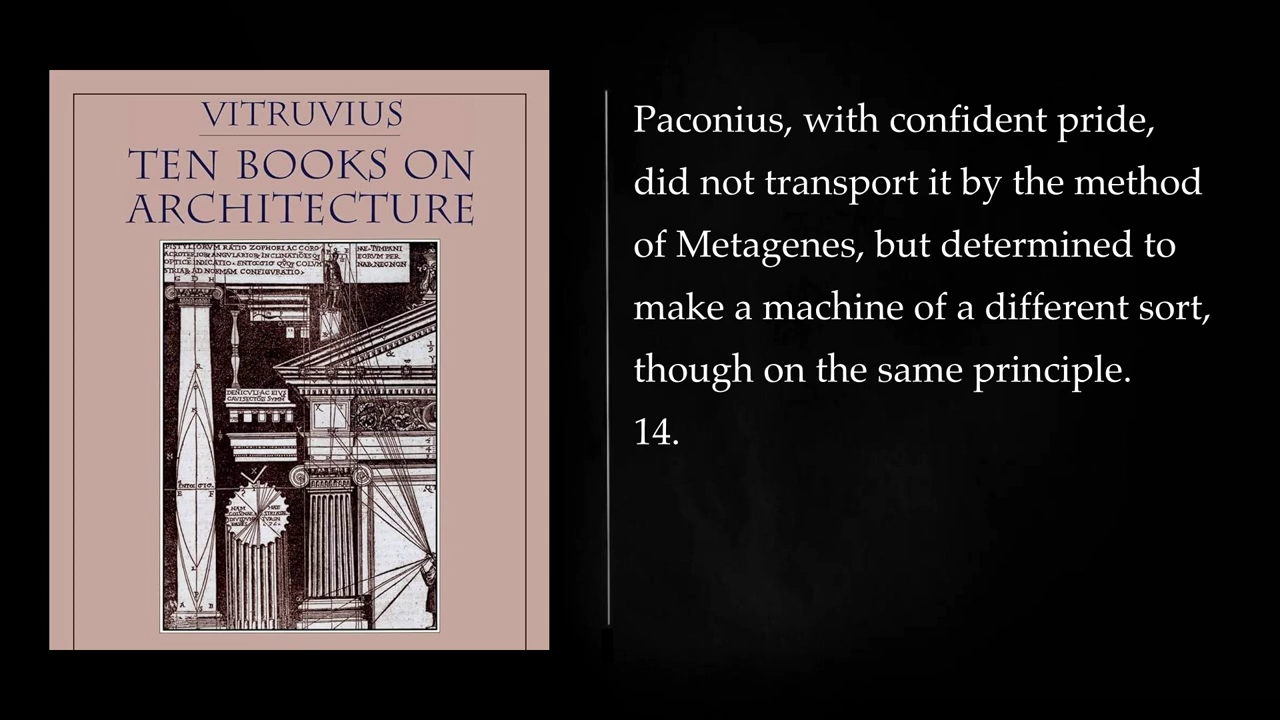 VITRUVIUS
TEN BOOKS ON
ARCHITECTURE
Paconius, with confident pride,
did not transport it by the method
of Metagenes, but determined to
make a machine of a different sort,
though on the same principle.
14.